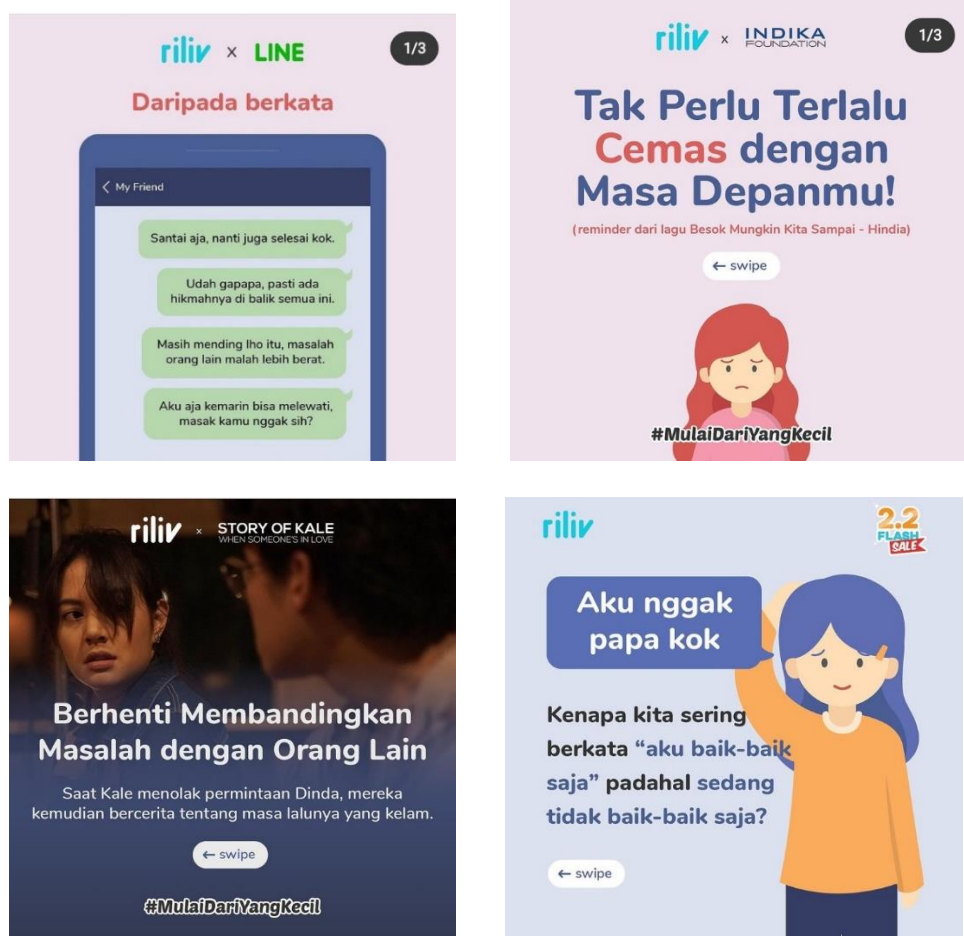 riliv × LINE
1/3
Daripada berkata
< My Friend
Santai aja, nanti juga selesai kok.
Udah gapapa, pasti ada
hikmahnya di balik semua ini.
Masih mending lho itu, masalah
orang lain malah lebih berat.
Aku aja kemarin bisa melewati,
masak kamu nggak sih?
riliv × INDIKA
FOUNDATION
1/3
Tak Perlu Terlalu
Cemas dengan
Masa Depanmu!
(reminder dari lagu Besok Mungkin Kita Sampai - Hindia)
← swipe
#MulaiDariYangKecil
riliv × STORY OF KALE
WHEN SOMEONE'S IN LOVE
Berhenti Membandingkan
Masalah dengan Orang Lain
Saat Kale menolak permintaan Dinda, mereka
kemudian bercerita tentang masa lalunya yang kelam.
← swipe
#MulaiDariYangKecil
riliv
2.2
FLASH
SALE
Aku nggak
papa kok
Kenapa kita sering
berkata “aku baik-baik
saja” padahal sedang
tidak baik-baik saja?
← swipe